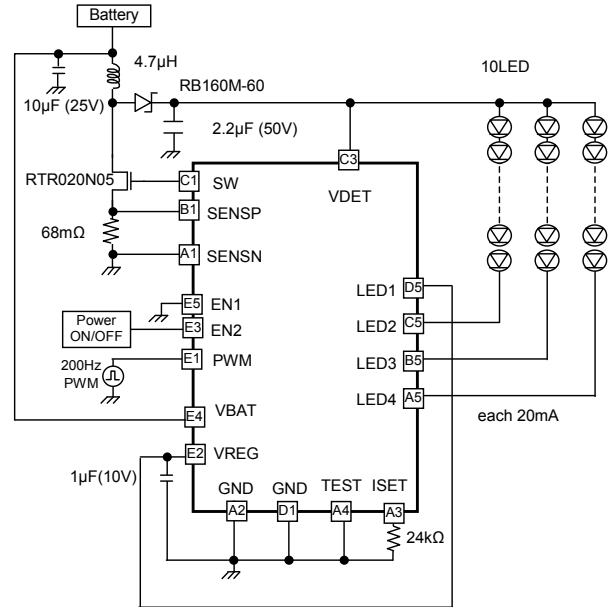 Battery
4.7μH
RB160M-60
10LED
10μF (25V)
2.2μF (50V)
C3
RTR020N05
C1
SW
VDET
B1
SENSP
68mΩ
A1
SENSN
LED1
D5
E5
EN1
Power
ON/OFF
E3
EN2
LED2
C5
200Hz
PWM
E1
PWM
LED3
B5
LED4
A5
E4
VBAT
each 20mA
E2
VREG
1μF(10V)
GND
GND
TEST
ISET
A2
D1
A4
A3
24kΩ